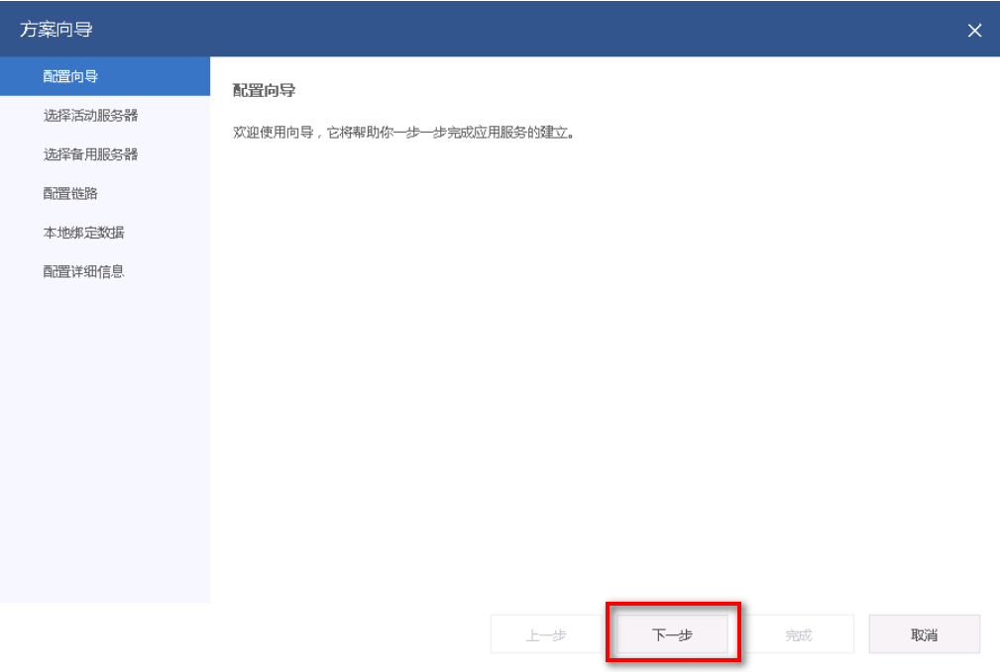 方案向导
配置向导
选择活动服务器
选择备用服务器
配置链路
本地绑定数据
配置详细信息
配置向导
欢迎使用向导，它将帮助你一步一步完成应用服务的建立。
上一步
下一步
完成
取消